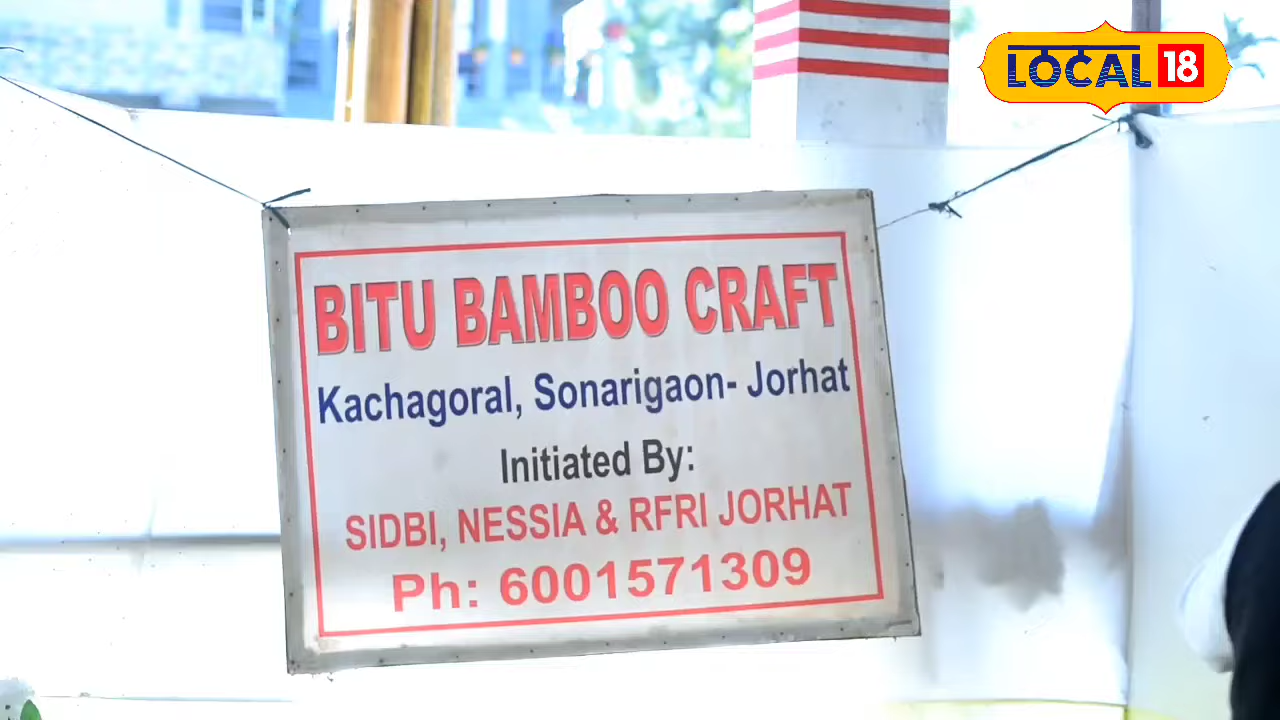 LOCAL 18
BITU BAMBOO CRAFT
Kachagoral, Sonarigaon- Jorhat
Initiated By:
SIDBI, NESSIA & RFRI JORHAT
Ph: 6001571309